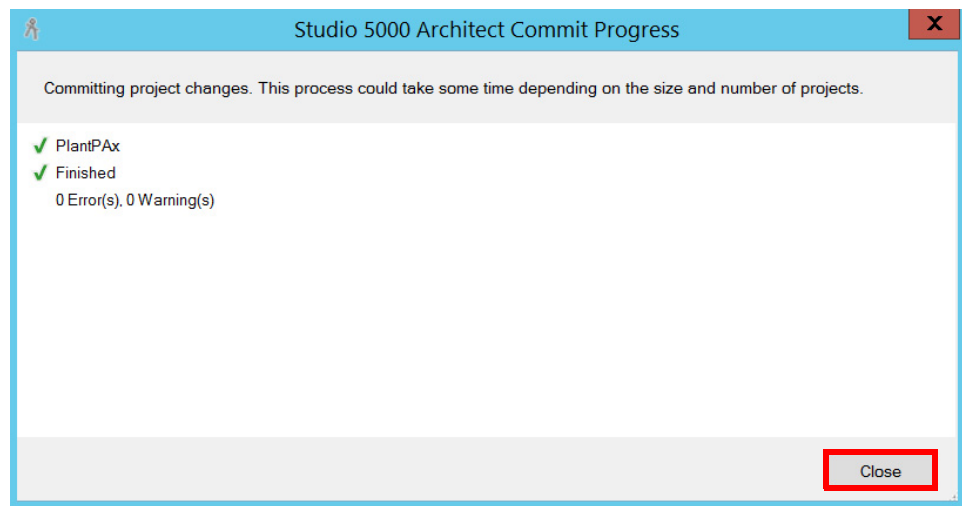 Studio 5000 Architect Commit Progress
X
Committing project changes. This process could take some time depending on the size and number of projects.
PlantPAx
Finished
0 Error(s), 0 Warning(s)
Close